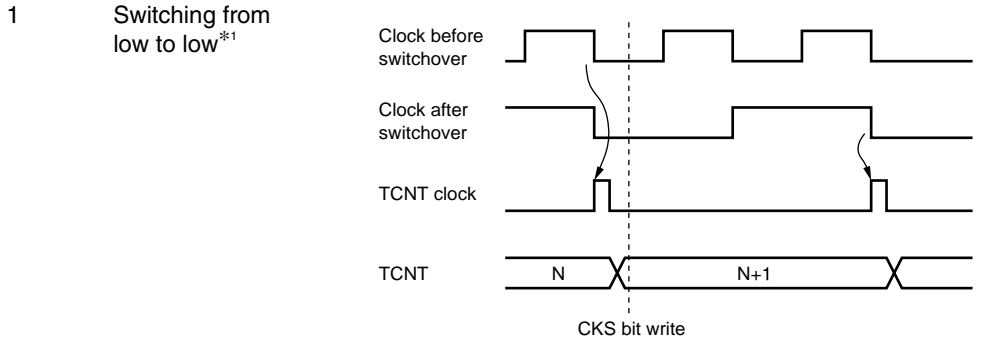 1 Switching from
low to low*1
Clock before
switchover
Clock after
switchover
TCNT clock
TCNT N N+1
CKS bit write